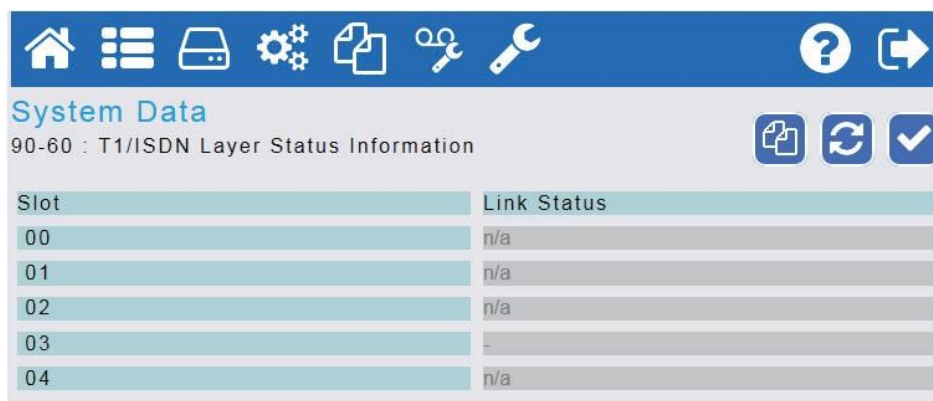 System Data
90-60 : T1/ISDN Layer Status Information
Slot Link Status
00 n/a
01 n/a
02 n/a
03 -
04 n/a